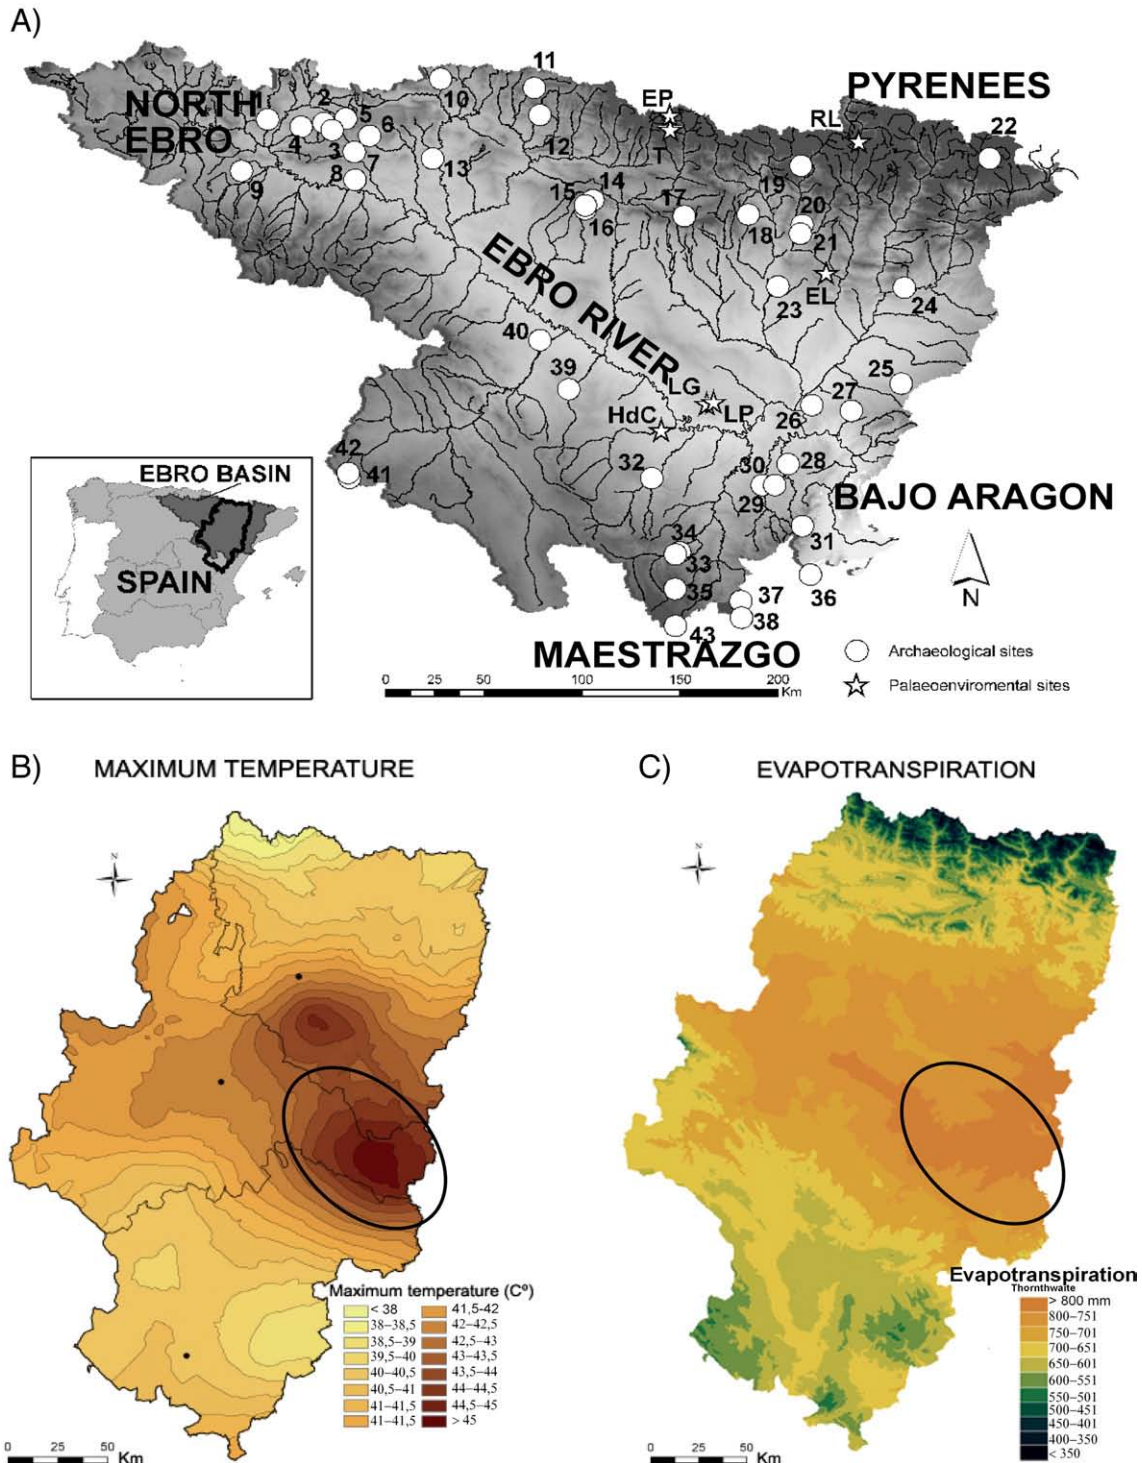 A)
11
10
NORTH
EBRO
1
2
5
6
4
3
7
8
9
13
12
EP
T
PYRENEES
RL
22
19
14
15
16
17
18
20
21
EL
23
24
EBRO RIVER
40
39
LG
LP
HdC
25
26
27
42
41
32
30
28
29
BAJO ARAGON
EBRO BASIN
SPAIN
34
33
31
35
37
36
38
43
MAESTRAZGO
N
Archaeological sites
Palaeoenviromental sites
0 25 50 100 150 200
Km
B) MAXIMUM TEMPERATURE
N
Maximum temperature (Cº)
< 38 41,5-42
38–38,5 42–42,5
38,5–39 42,5–43
39,5–40 43–43,5
40–40,5 43,5–44
40,5–41 44–44,5
41–41,5 44,5–45
41–41,5 > 45
0 25 50
Km
C) EVAPOTRANSPIRATION
N
Evapotranspiration
Thornthwaite
> 800 mm
800–751
750–701
700–651
650–601
600–551
550–501
500–451
450–401
400–350
< 350
0 25 50
Km